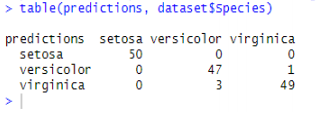 > table(predictions, dataset$Species)
predictions  setosa versicolor virginica
  setosa         50          0         0
  versicolor      0         47         1
  virginica       0          3        49
>